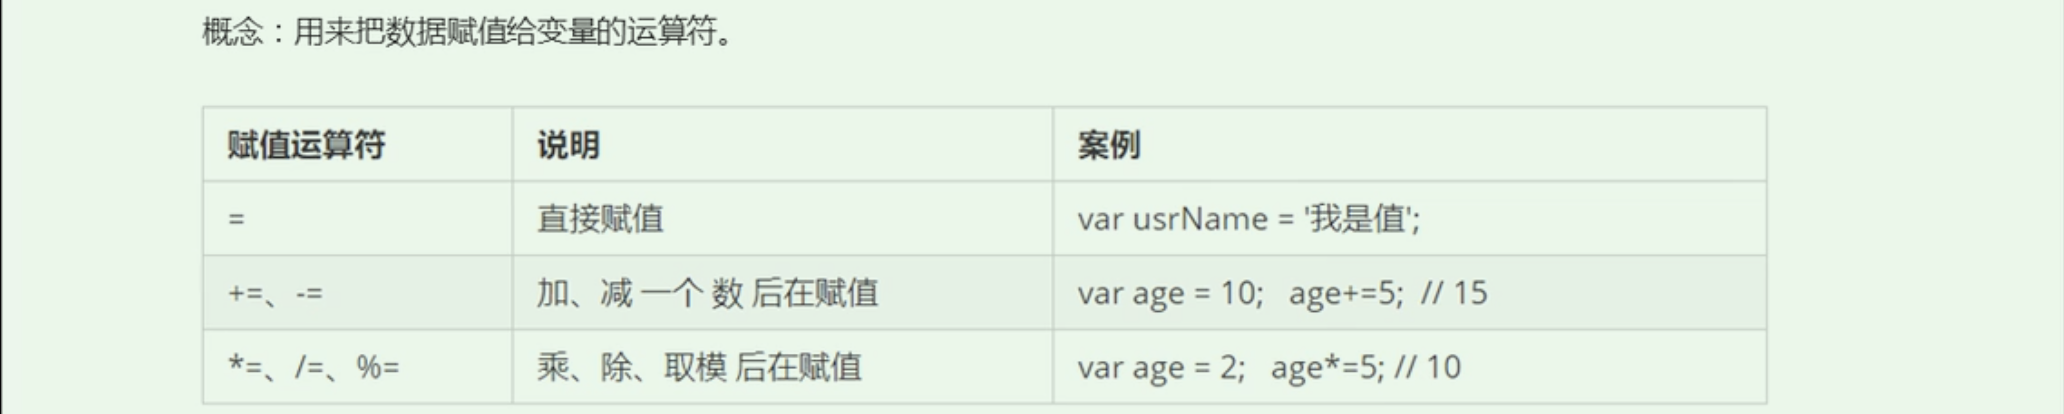 概念：用来把数据赋值给变量的运算符。
赋值运算符 说明 案例
= 直接赋值 var usrName = '我是值';
+=、-= 加、减 一个 数 后在赋值 var age = 10; age+=5; // 15
*=、/=、%= 乘、除、取模 后在赋值 var age = 2; age*=5; // 10